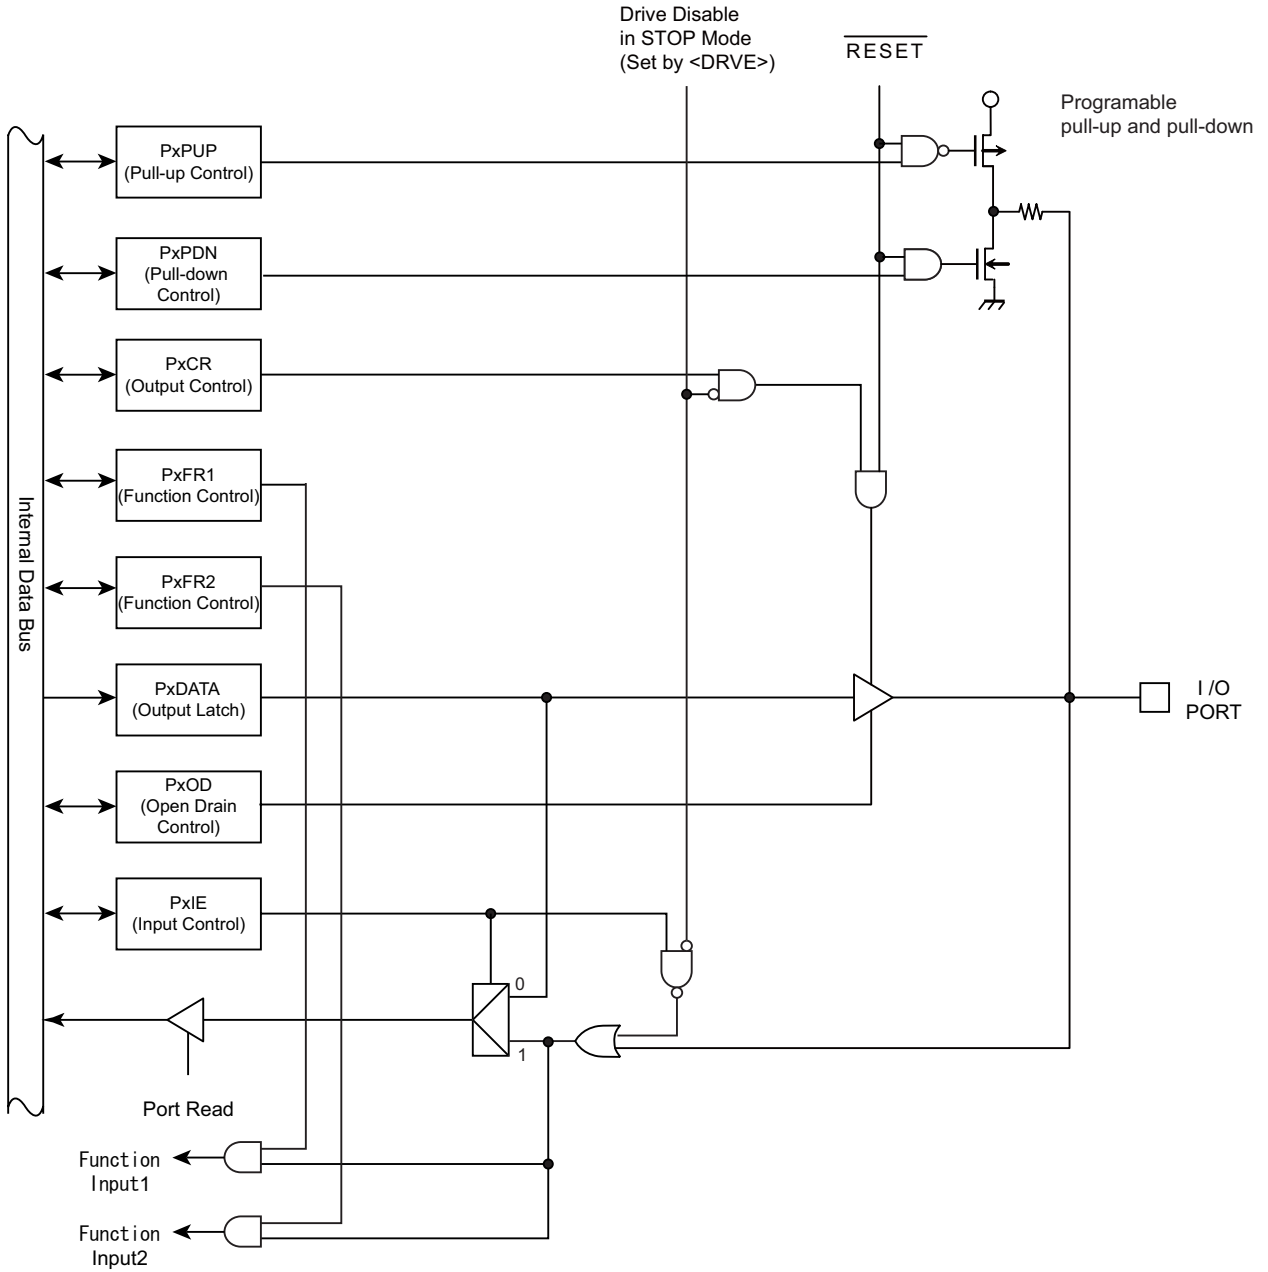 Drive Disable
in STOP Mode
(Set by <DRVE>)
RESET
Programable
pull-up and pull-down
PxPUP
(Pull-up Control)
PxPDN
(Pull-down
Control)
PxCR
(Output Control)
PxFR1
(Function Control)
Internal Data Bus
PxFR2
(Function Control)
PxDATA
(Output Latch)
I /O
PORT
PxOD
(Open Drain
Control)
PxIE
(Input Control)
0
1
Port Read
Function
Input1
Function
Input2